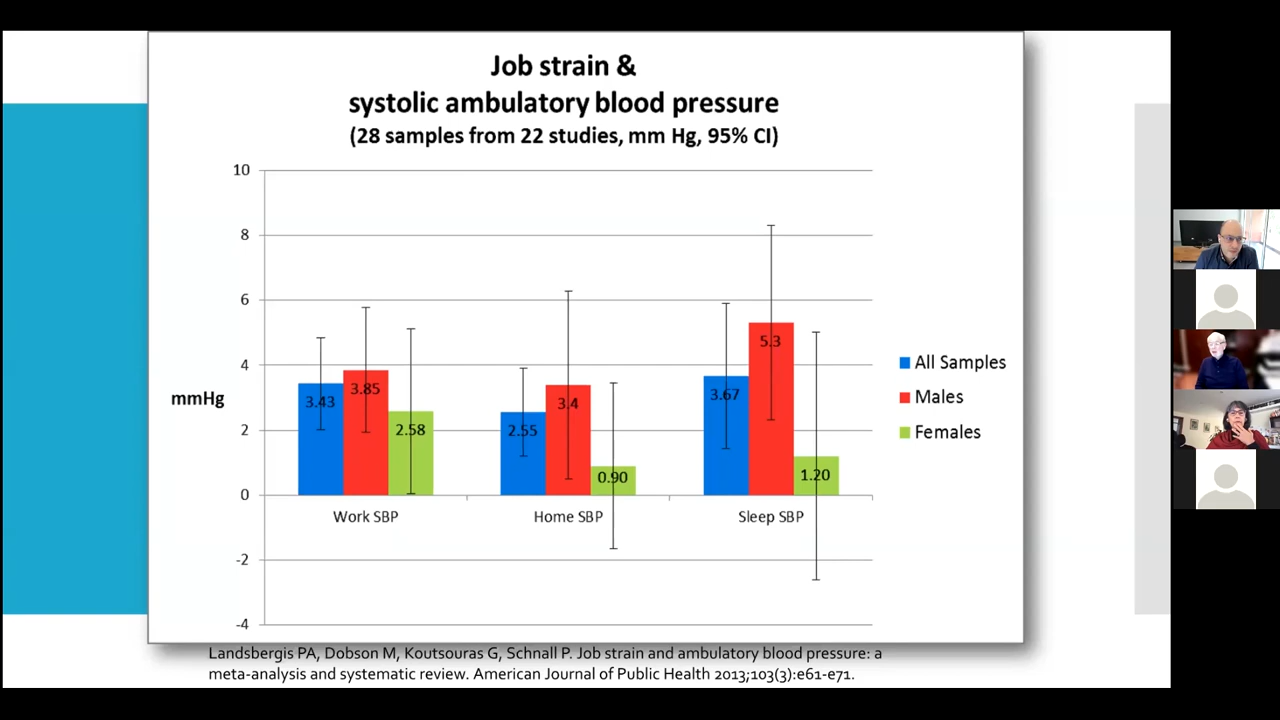 Job strain &
systolic ambulatory blood pressure
(28 samples from 22 studies, mm Hg, 95% CI)
10
8
6
4
2
0
-2
-4
mmHg
3.43
3.85
2.58
2.55
3.4
0.90
3.67
5.3
1.20
Work SBP
Home SBP
Sleep SBP
All Samples
Males
Females
Landsbergis PA, Dobson M, Koutsouras G, Schnall P. Job strain and ambulatory blood pressure: a
meta-analysis and systematic review. American Journal of Public Health 2013;103(3):e61-e71.